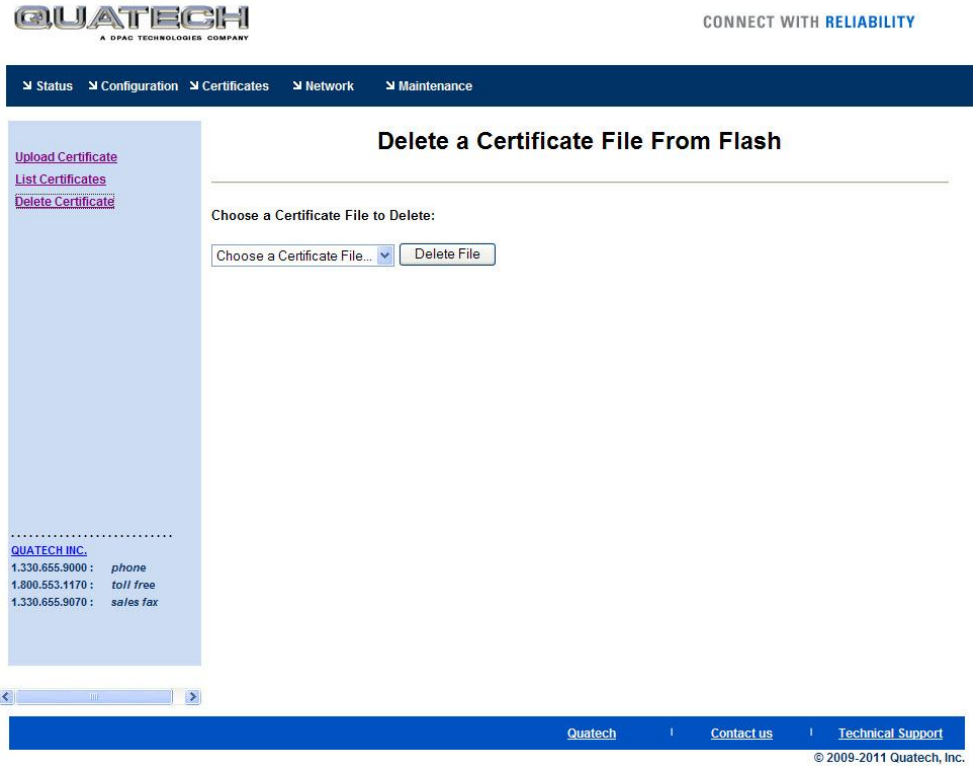 QUATECH
A DPAC TECHNOLOGIES COMPANY
CONNECT WITH RELIABILITY
Status Configuration Certificates Network Maintenance
Upload Certificate
List Certificates
Delete Certificate
Delete a Certificate File From Flash
Choose a Certificate File to Delete:
Choose a Certificate File... Delete File
QUATECH INC.
1.330.655.9000 : phone
1.800.553.1170 : toll free
1.330.655.9070 : sales fax
Quatech | Contact us | Technical Support
© 2009-2011 Quatech, Inc.